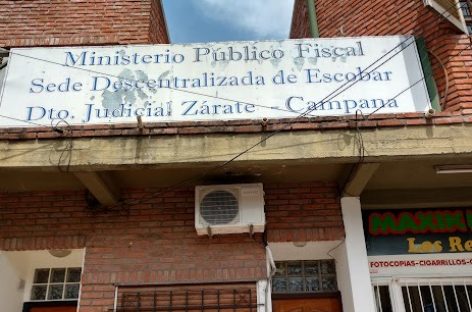 Ministerio Público Fiscal
Sede Descentralizada de Escobar
Dto. Judicial Zárate - Campana
MAXIK
Los
FOTOCOPIAS-CIGARRILLOS-